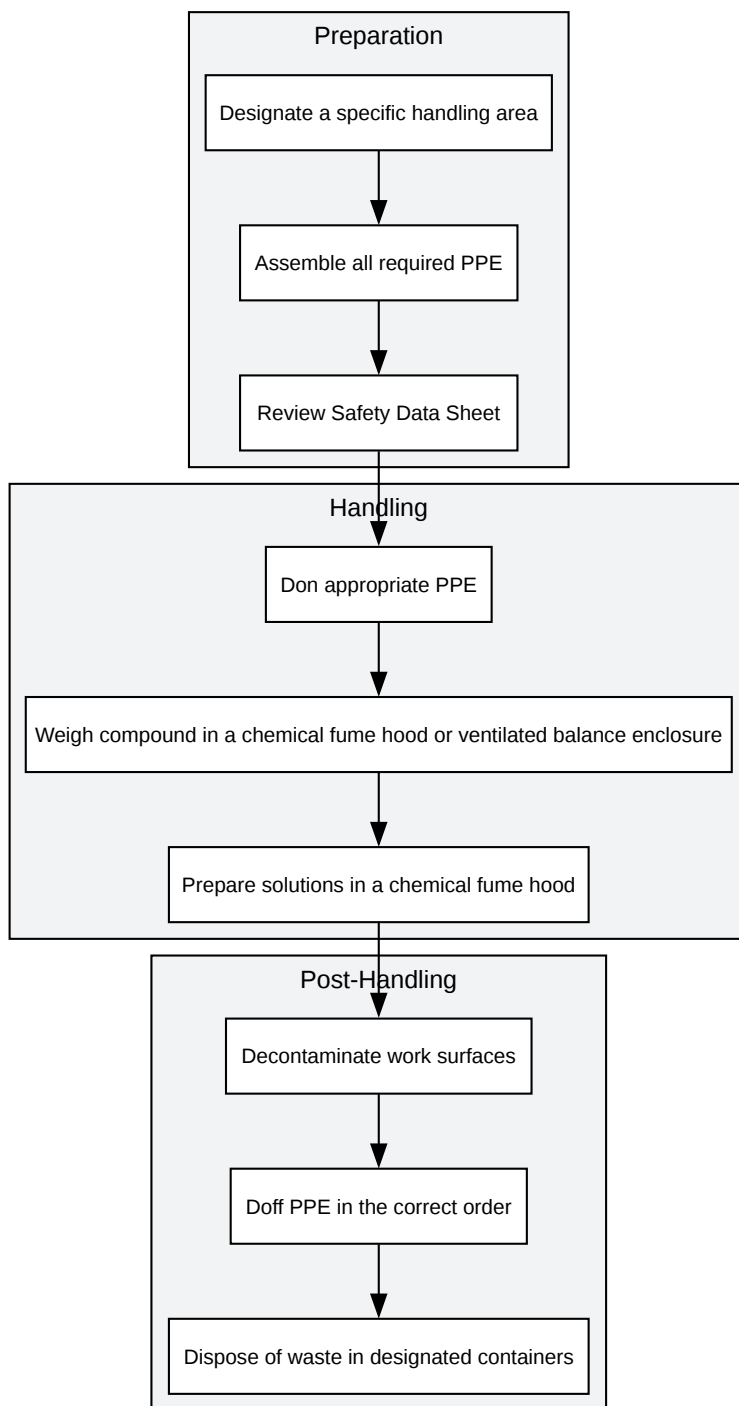 Preparation
Designate a specific handling area
Assemble all required PPE
Review Safety Data Sheet
Handling
Don appropriate PPE
Weigh compound in a chemical fume hood or ventilated balance enclosure
Prepare solutions in a chemical fume hood
Post-Handling
Decontaminate work surfaces
Doff PPE in the correct order
Dispose of waste in designated containers